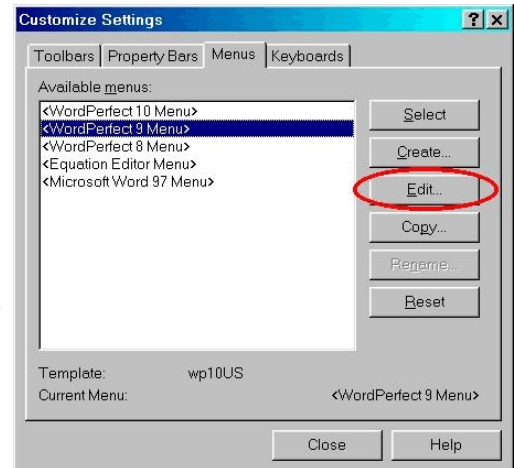 Customize Settings
Toolbars Property Bars Menus Keyboards
Available menus:
<WordPerfect 10 Menu>
<WordPerfect 9 Menu>
<WordPerfect 8 Menu>
<Equation Editor Menu>
<Microsoft Word 97 Menu>
Select
Create...
Edit...
Copy...
Rename...
Reset
Template: wp10US
Current Menu: <WordPerfect 9 Menu>
Close Help